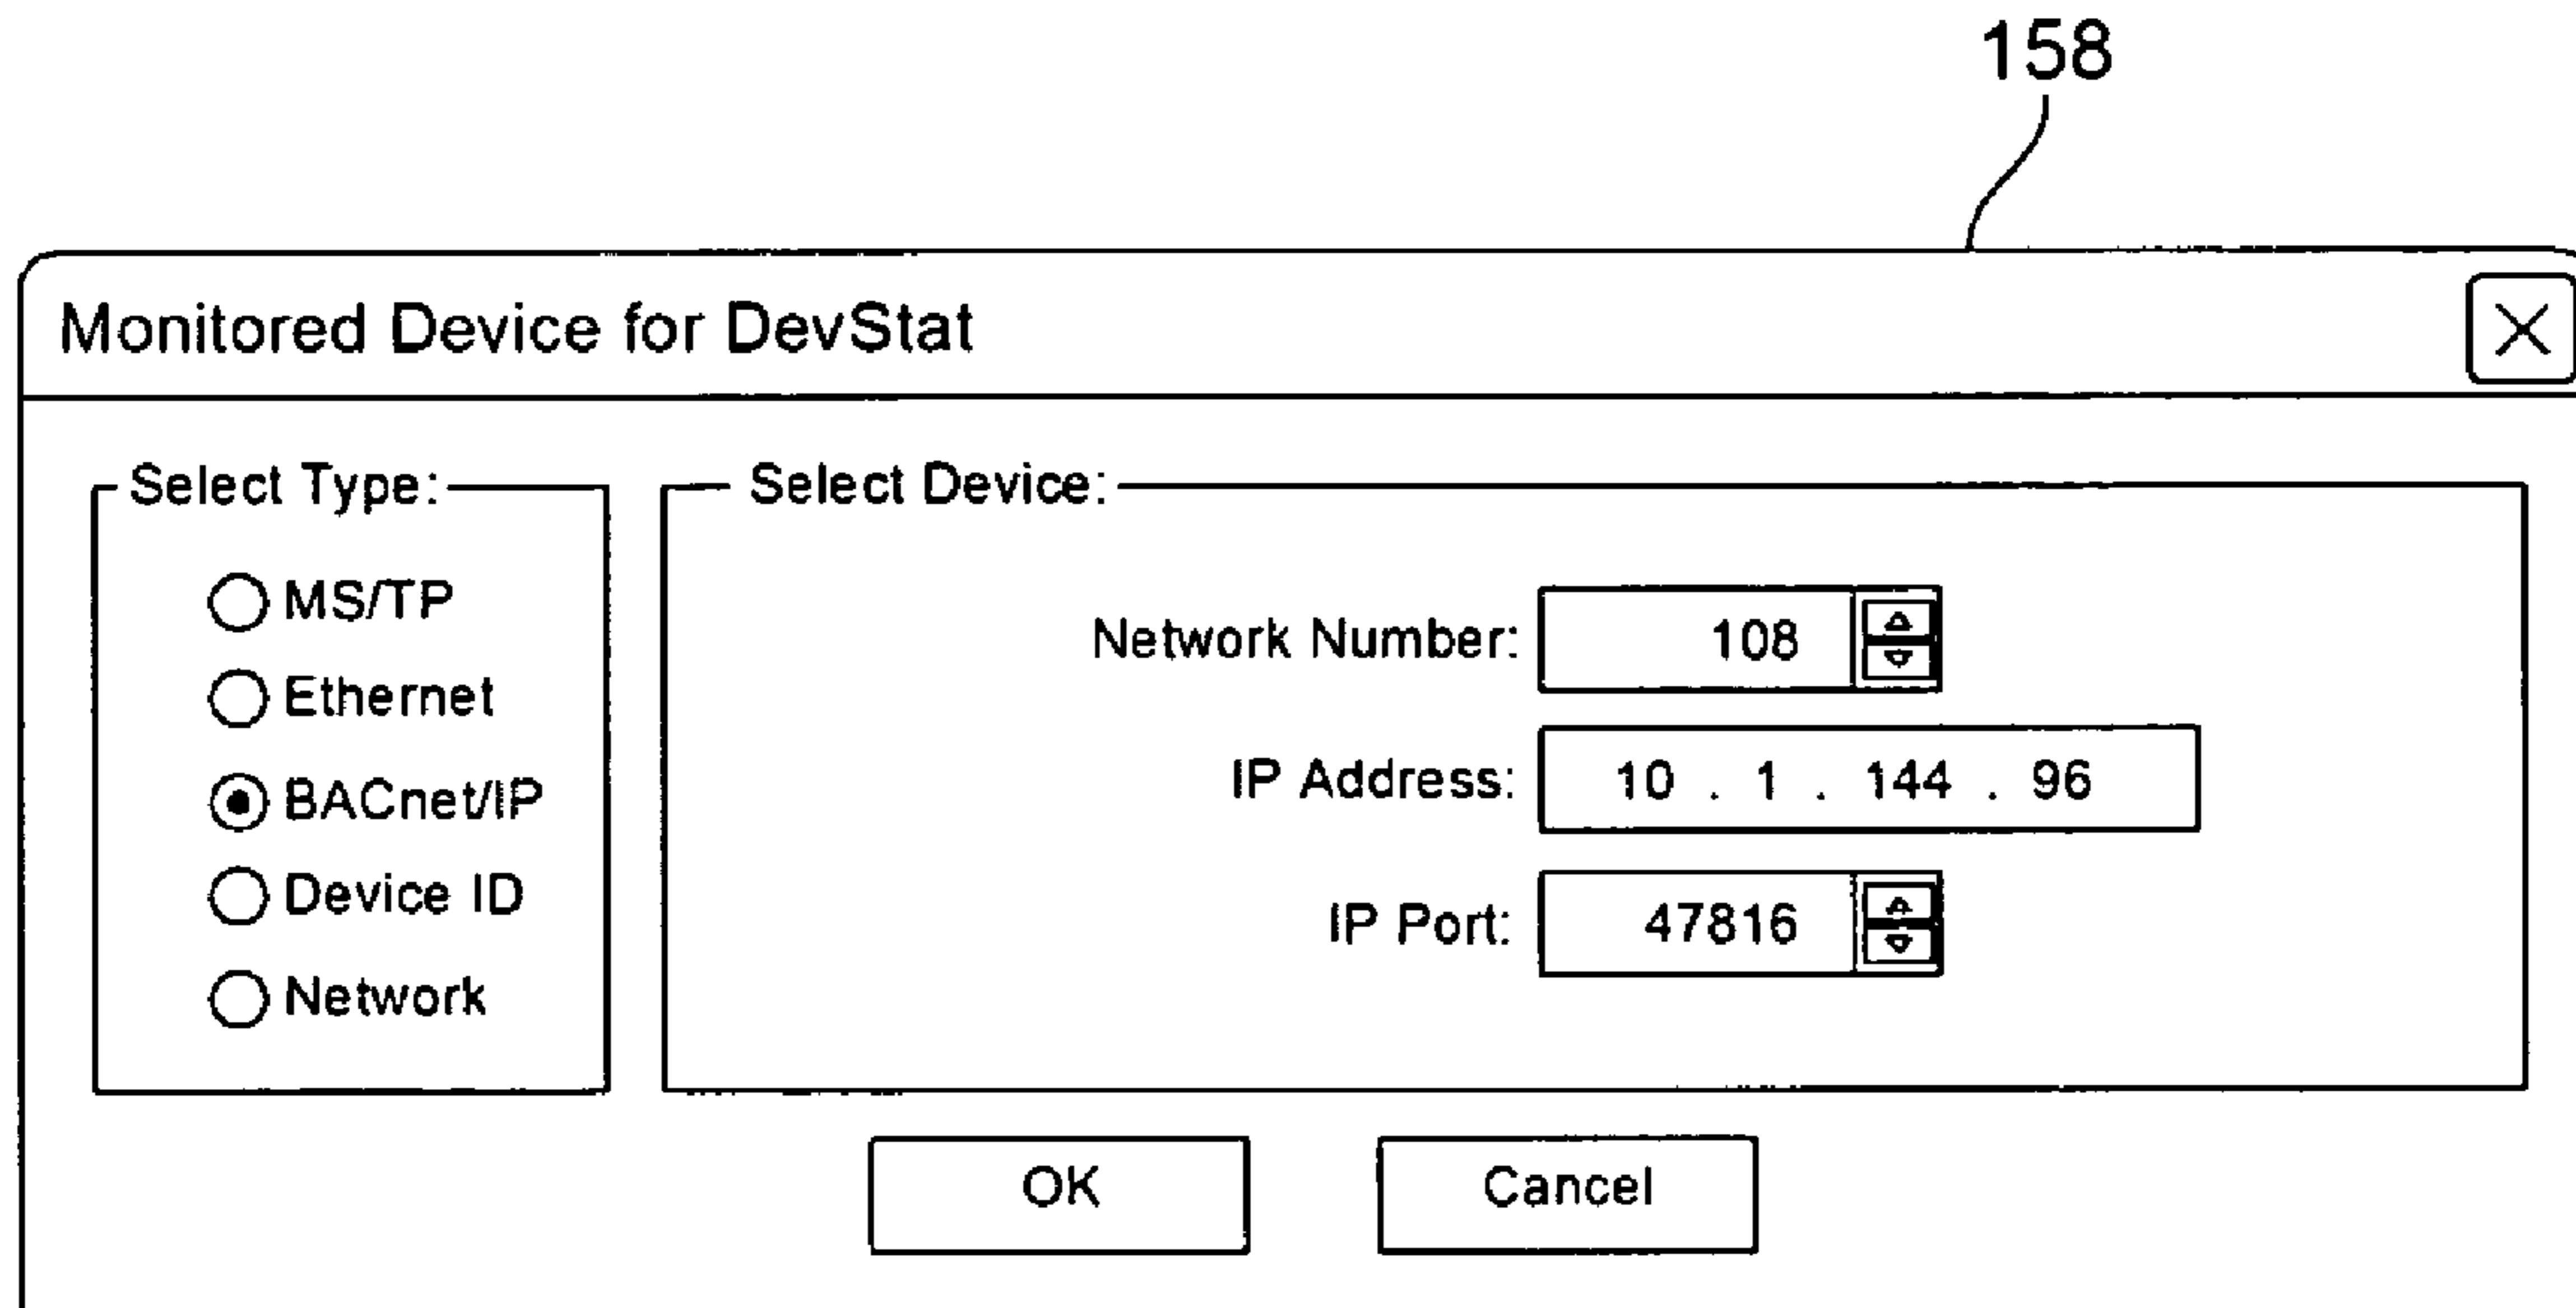 158
Monitored Device for DevStat
Select Type:
MS/TP
Ethernet
BACnet/IP
Device ID
Network
Select Device:
Network Number: 108
IP Address: 10 . 1 . 144 . 96
IP Port: 47816
OK
Cancel